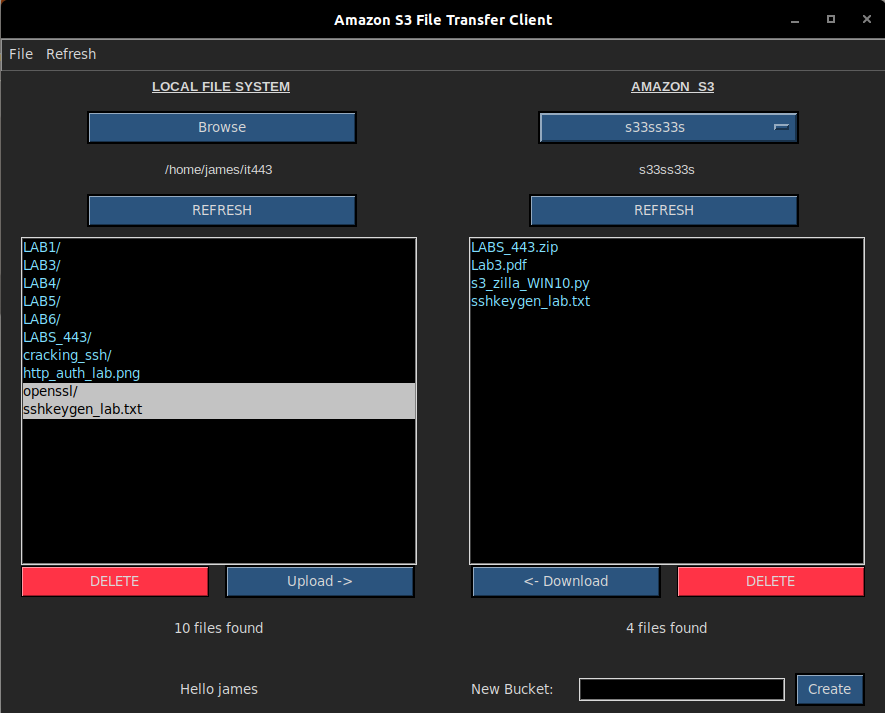 Amazon S3 File Transfer Client
File Refresh
LOCAL FILE SYSTEM
Browse
/home/james/it443
REFRESH
LAB1/
LAB3/
LAB4/
LAB5/
LAB6/
LABS_443/
cracking_ssh/
http_auth_lab.png
openssl/
sshkeygen_lab.txt
DELETE
Upload ->
10 files found
Hello james
AMAZON S3
s33ss33s
s33ss33s
REFRESH
LABS_443.zip
Lab3.pdf
s3_zilla_WIN10.py
sshkeygen_lab.txt
<- Download
DELETE
4 files found
New Bucket:
Create